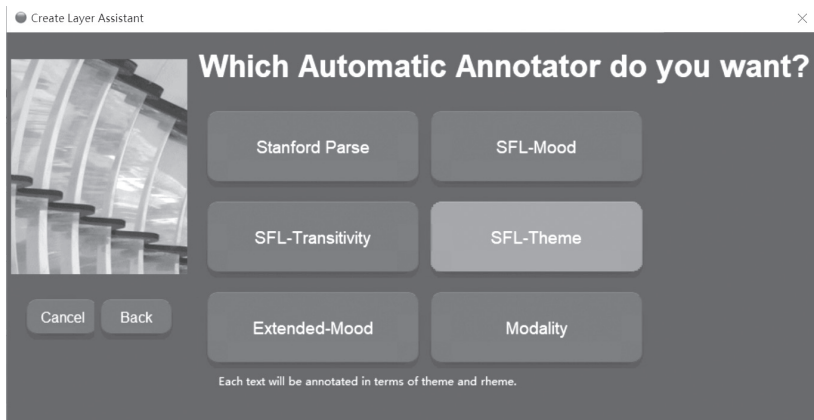 Create Layer Assistant
Which Automatic Annotator do you want?
Stanford Parse
SFL-Mood
SFL-Transitivity
SFL-Theme
Cancel
Back
Extended-Mood
Modality
Each text will be annotated in terms of theme and rheme.